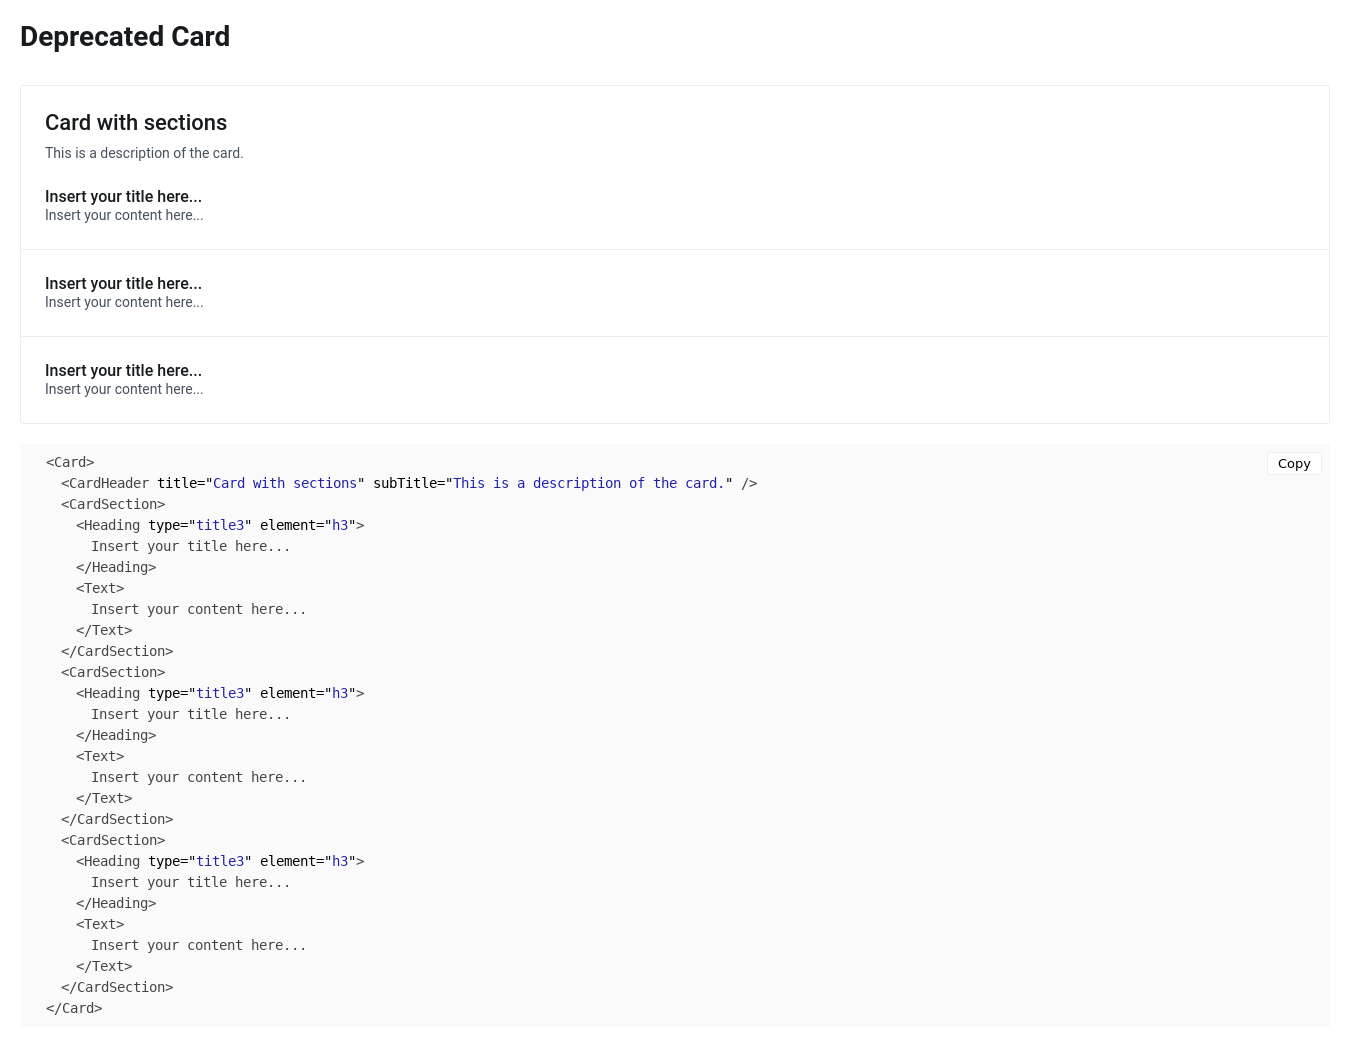 Deprecated Card
Card with sections
This is a description of the card.
Insert your title here...
Insert your content here...
Insert your title here...
Insert your content here...
Insert your title here...
Insert your content here...
Copy
<Card>
<CardHeader title="Card with sections" subTitle="This is a description of the card." />
<CardSection>
<Heading type="title3" element="h3">
Insert your title here...
</Heading>
<Text>
Insert your content here...
</Text>
</CardSection>
<CardSection>
<Heading type="title3" element="h3">
Insert your title here...
</Heading>
<Text>
Insert your content here...
</Text>
</CardSection>
<CardSection>
<Heading type="title3" element="h3">
Insert your title here...
</Heading>
<Text>
Insert your content here...
</Text>
</CardSection>
</Card>